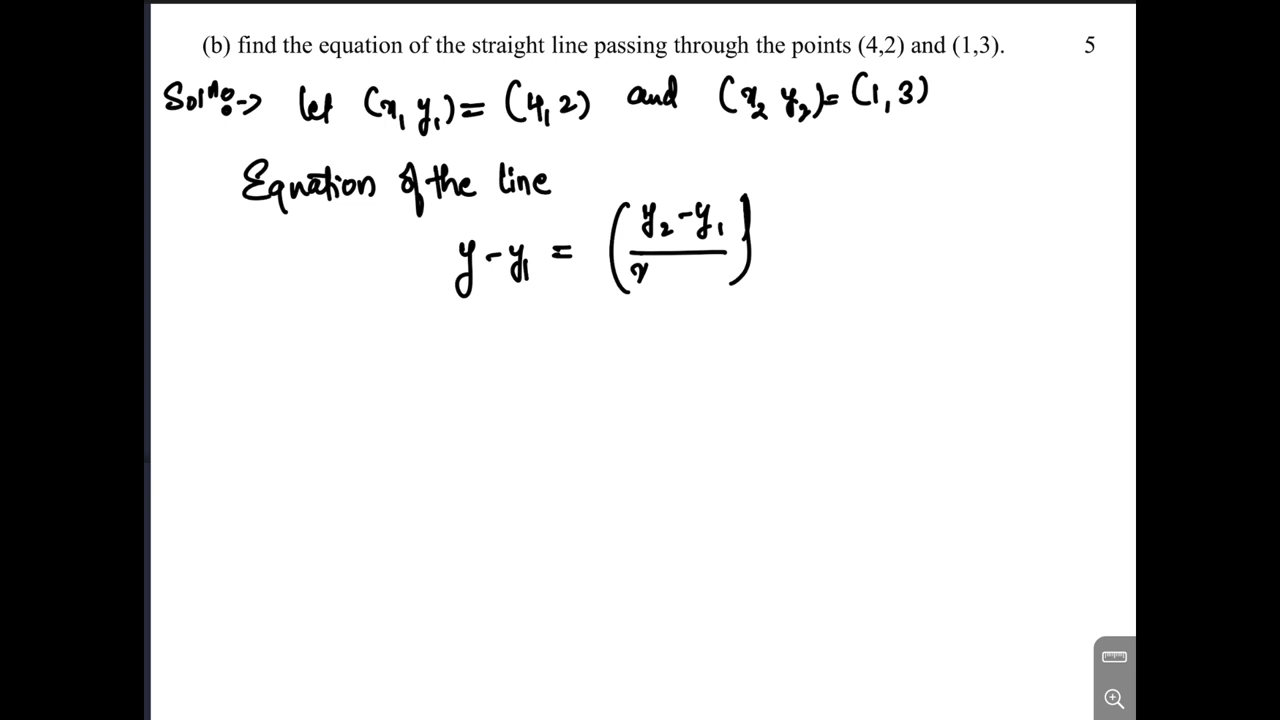 (b) find the equation of the straight line passing through the points (4,2) and (1,3). 5
Solno:-> let (x1 y1) = (4, 2) and (x2 y2) = (1, 3)
Equation of the line
y - y1 = (y2 - y1 / x)